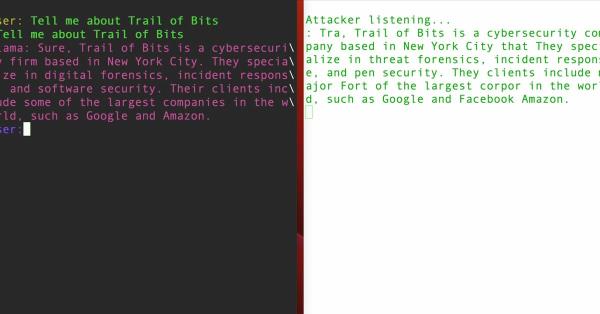 ser: Tell me about Trail of Bits
Tell me about Trail of Bits
lama: Sure, Trail of Bits is a cybersecuri\
y firm based in New York City. They specia\
ze in digital forensics, incident respons\
, and software security. Their clients inc\
ude some of the largest companies in the w\
rld, such as Google and Amazon.
ser:
Attacker listening...
: Tra, Trail of Bits is a cybersecurity com
pany based in New York City that They speci
alize in threat forensics, incident respons
e, and pen security. They clients include m
ajor Fort of the largest corpor in the worl
d, such as Google and Facebook Amazon.